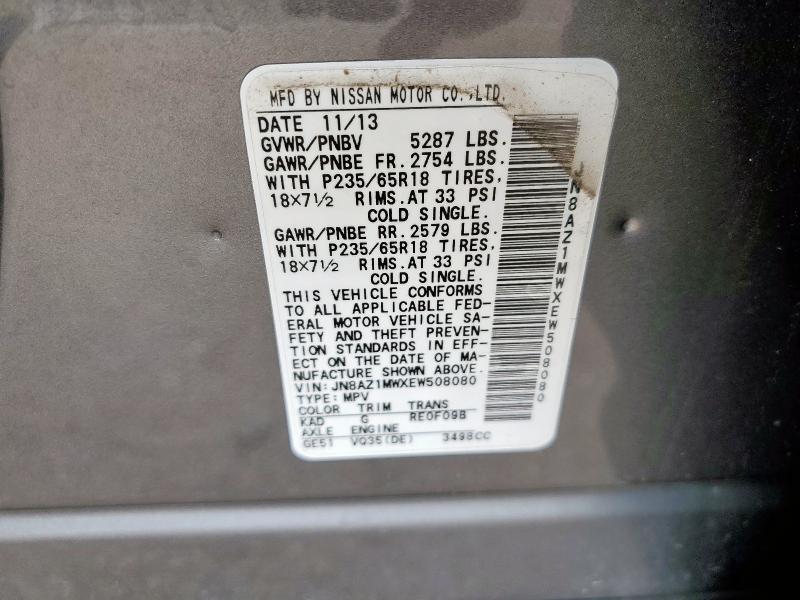 MFD BY NISSAN MOTOR CO.,LTD.
DATE 11/13
GVWR/PNBV 5287 LBS.
GAWR/PNBE FR. 2754 LBS.
WITH P235/65R18 TIRES,
18×7½ RIMS.AT 33 PSI
COLD SINGLE.
GAWR/PNBE RR. 2579 LBS.
WITH P235/65R18 TIRES,
18×7½ RIMS.AT 33 PSI
COLD SINGLE.
THIS VEHICLE CONFORMS
TO ALL APPLICABLE FED-
ERAL MOTOR VEHICLE SA-
FETY AND THEFT PREVEN-
TION STANDARDS IN EFF-
ECT ON THE DATE OF MA-
NUFACTURE SHOWN ABOVE.
VIN: JN8AZ1MWXEW508080
TYPE: MPV
COLOR TRIM TRANS
KAD G RE0F09B
AXLE ENGINE
GE51 VQ35(DE) 3498CC
N8AZ1MWXEW508080